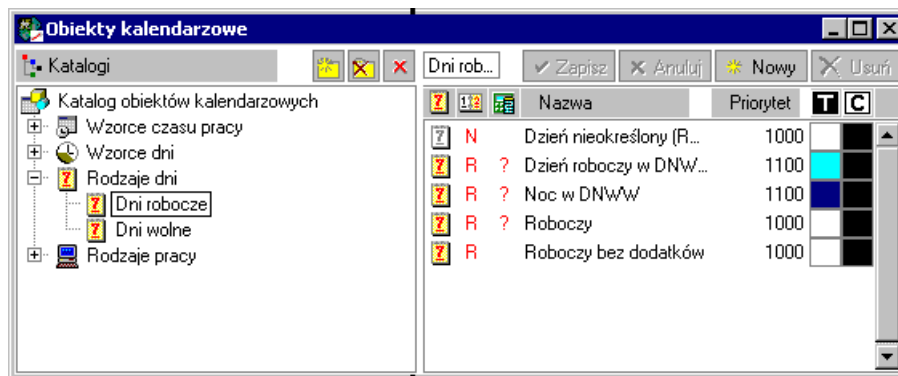 Obiekty kalendarzowe
Katalogi
Dni rob...
Zapisz
Anuluj
Nowy
Usuń
Katalog obiektów kalendarzowych
Wzorce czasu pracy
Wzorce dni
Rodzaje dni
Dni robocze
Dni wolne
Rodzaje pracy
Nazwa Priorytet T C
N Dzień nieokreślony (R... 1000
R ? Dzień roboczy w DNW... 1100
R ? Noc w DNWW 1100
R ? Roboczy 1000
R Roboczy bez dodatków 1000